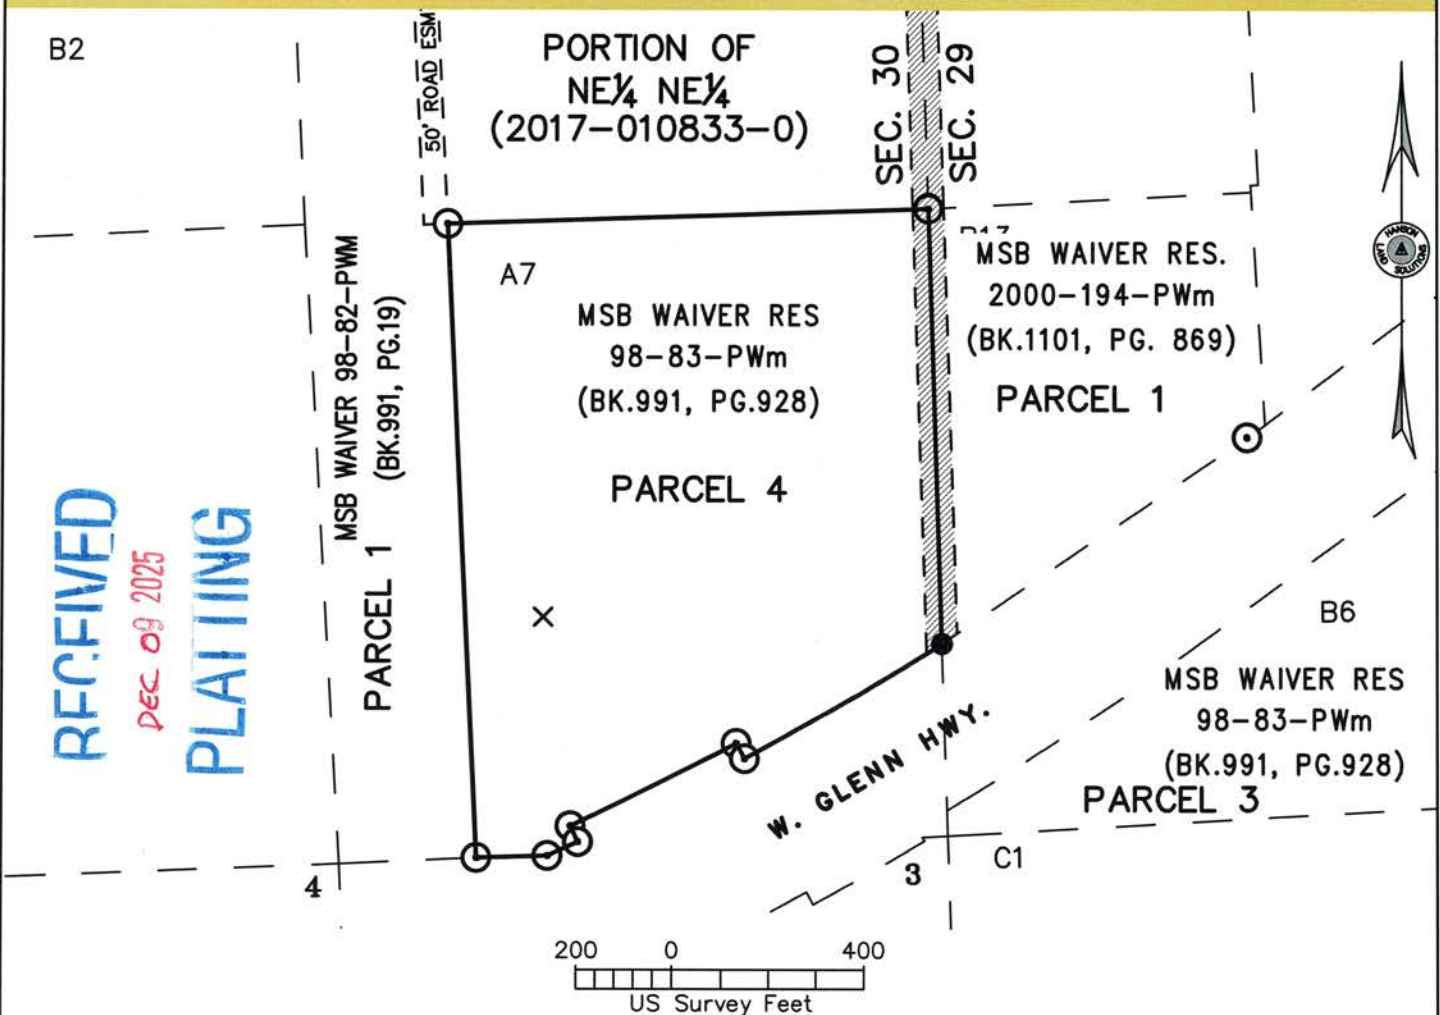 B2
50' ROAD ESM
PORTION OF
NE¼ NE¼
(2017-010833-0)
SEC. 30
SEC. 29
HANSON
LAND SOLUTIONS
A7
MSB WAIVER RES
98-83-PWm
(BK.991, PG.928)
PARCEL 4
MSB WAIVER 98-82-PWM
(BK.991, PG.19)
PARCEL 1
MSB WAIVER RES.
2000-194-PWm
(BK.1101, PG. 869)
PARCEL 1
RECEIVED
DEC 09 2025
PLATTING
B6
MSB WAIVER RES
98-83-PWm
(BK.991, PG.928)
PARCEL 3
W. GLENN HWY.
4
3
C1
200 0 400
US Survey Feet